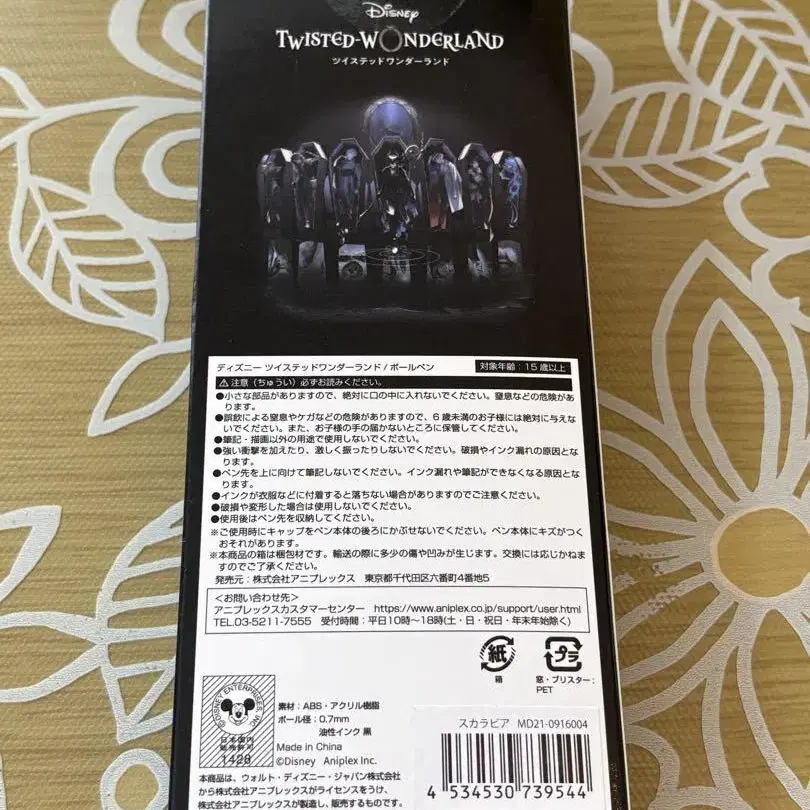 Disney
TWISTED-WONDERLAND
ツイステッドワンダーランド
ディズニー ツイステッドワンダーランド / ボールペン
対象年齢：15歳以上
⚠注意（ちゅうい）必ずお読みください。
●小さな部品がありますので、絶対に口の中に入れないでください。窒息などの危険があ
ります。
●誤飲による窒息やケガなどの危険がありますので、6歳未満のお子様には絶対に与えな
いでください。また、お子様の手の届かないところに保管してください。
●筆記・描画以外の用途で使用しないでください。
●強い衝撃を加えたり、激しく振ったりしないでください。破損やインク漏れの原因とな
ります。
●ペン先を上に向けて筆記しないでください。インク漏れや筆記ができなくなる原因となり
ます。
●インクが衣服などに付着すると落ちない場合がありますのでご注意ください。
●破損や変形した場合は使用しないでください。
●使用後はペン先を収納してください。
※ご使用時にキャップをペン本体の後ろにかぶせないでください。ペン本体にキズがつく
おそれがあります。
※本商品の箱は梱包材です。輸送の際に多少の傷や凹みが生じます。交換には応じかねま
すのでご了承ください。
発売元：株式会社アニプレックス 東京都千代田区六番町4番地5
＜お問い合わせ先＞
アニプレックスカスタマーセンター https://www.aniplex.co.jp/support/user.html
TEL.03-5211-7555 受付時間：平日10時〜18時(土・日・祝日・年末年始除く)
紙
箱
プラ
窓・ブリスター：
PET
©DISNEY ENTERPRISES, INC.
日本国内
販売許可
1428
素材：ABS・アクリル樹脂
ボール径：0.7mm
油性インク 黒
Made in China
©Disney Aniplex Inc.
本商品は、ウォルト・ディズニー・ジャパン株式会社
から株式会社アニプレックスがライセンスをうけ、
株式会社アニプレックスが製造し、販売するものです。
スカラビア MD21-0916004
4 534530 739544